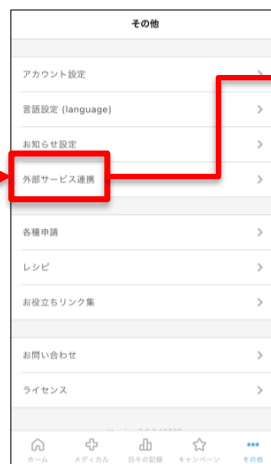 その他
アカウント設定
言語設定 (language)
お知らせ設定
外部サービス連携
各種申請
レシピ
お役立ちリンク集
お問い合わせ
ライセンス
ホーム メディカル 日々の記録 キャンペーン その他